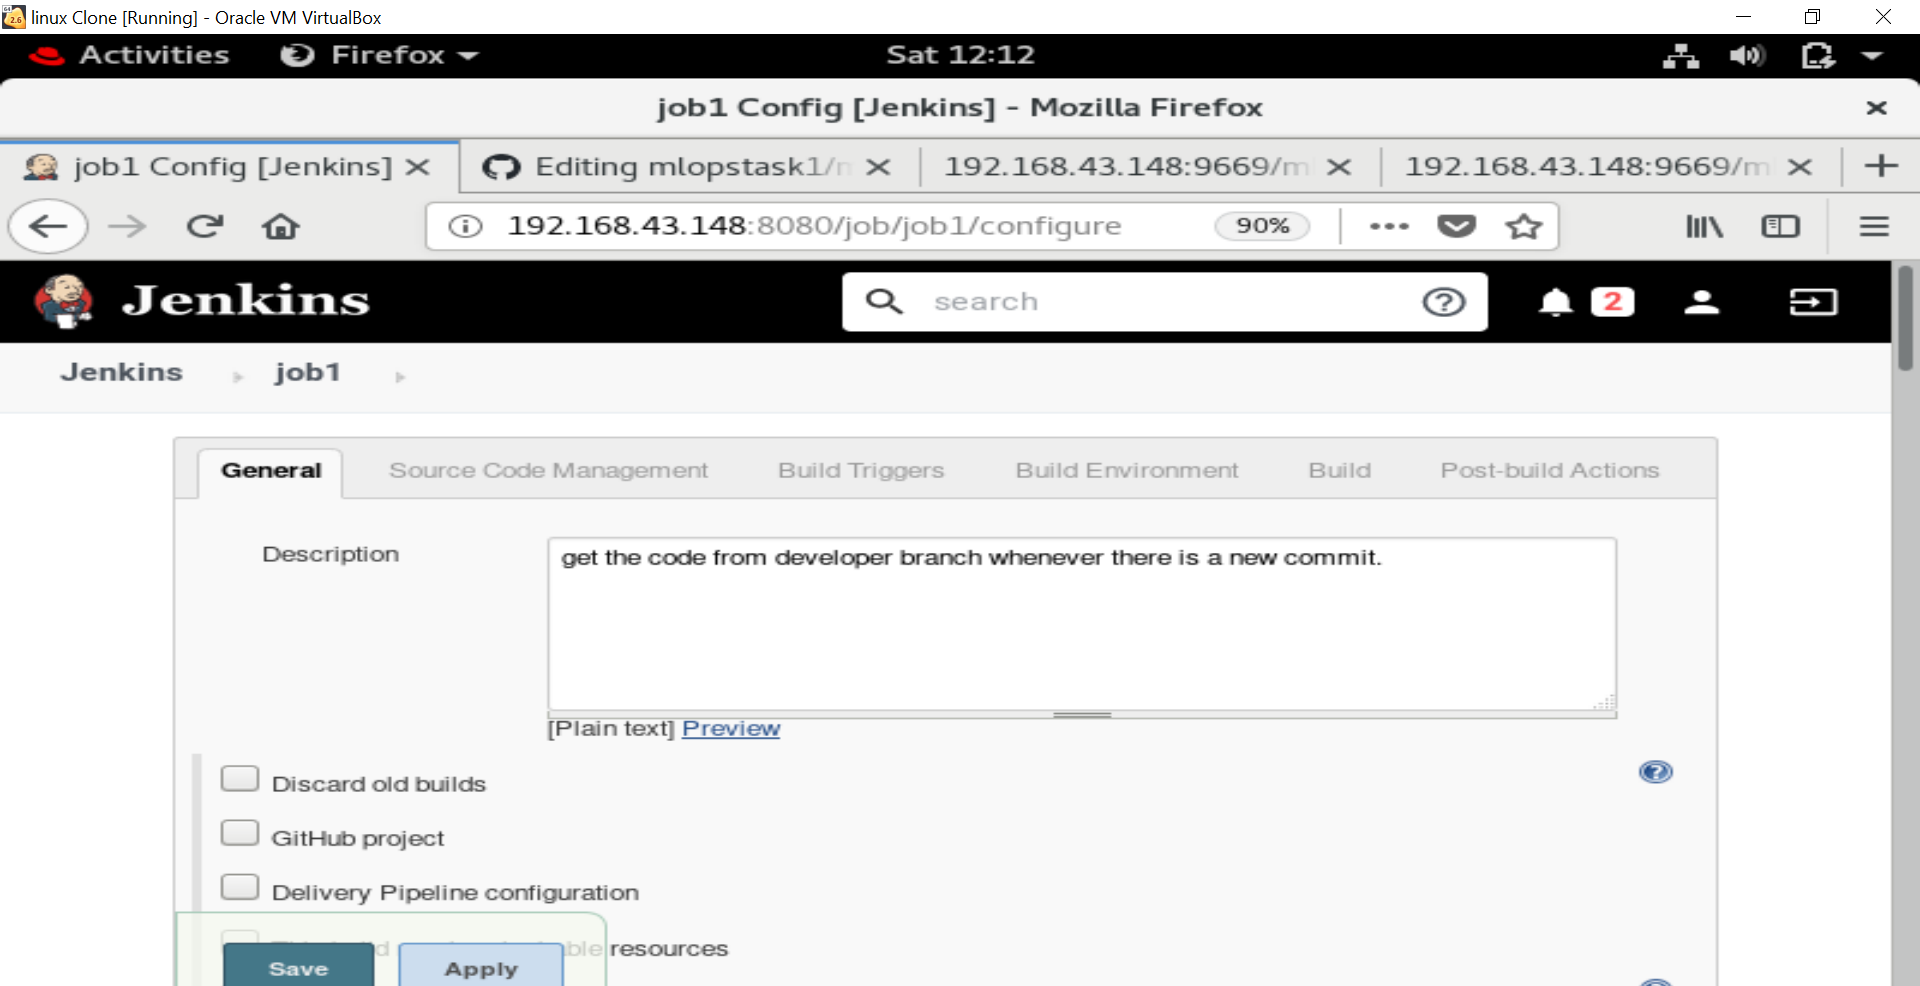 linux Clone [Running] - Oracle VM VirtualBox
Activities Firefox Sat 12:12
job1 Config [Jenkins] - Mozilla Firefox
job1 Config [Jenkins] Editing mlopstask1/ 192.168.43.148:9669/m 192.168.43.148:9669/m
192.168.43.148:8080/job/job1/configure 90%
Jenkins search 2
Jenkins job1
General Source Code Management Build Triggers Build Environment Build Post-build Actions
Description get the code from developer branch whenever there is a new commit.
[Plain text] Preview
Discard old builds
GitHub project
Delivery Pipeline configuration
resources
Save Apply